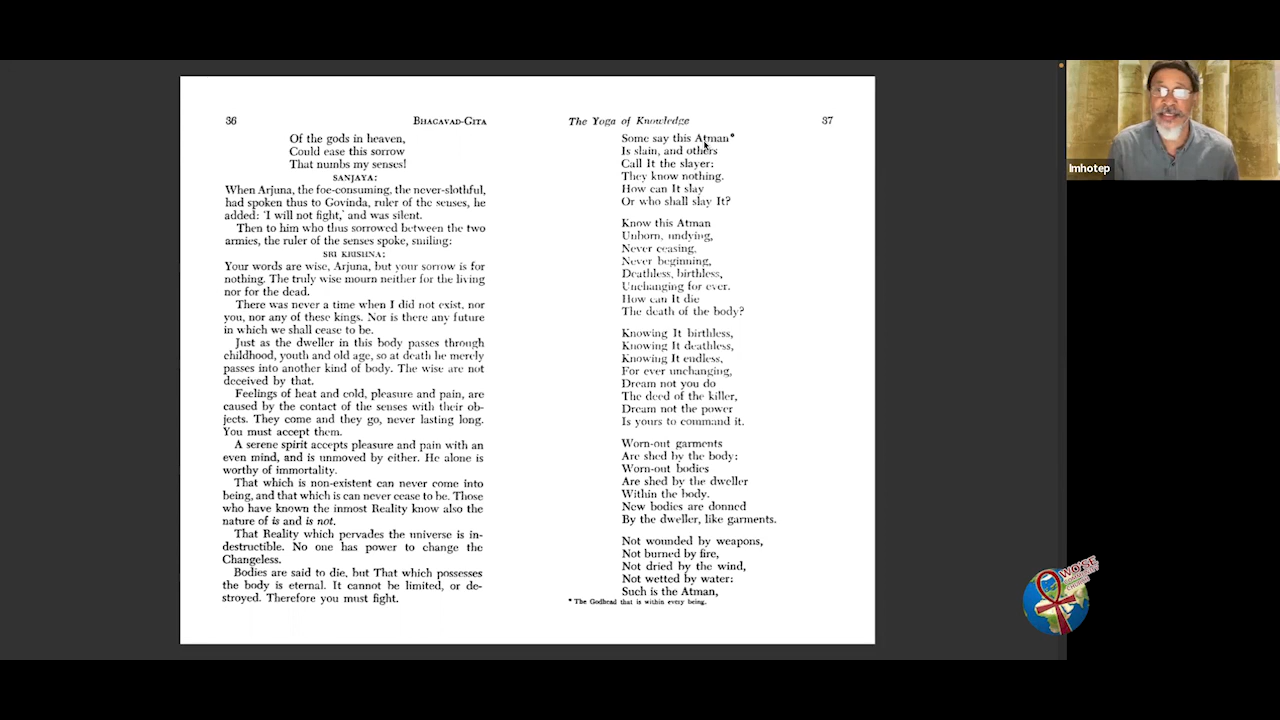 36
BHAGAVAD-GITA
Of the gods in heaven,
Could ease this sorrow
That numbs my senses!
SANJAYA:
When Arjuna, the foe-consuming, the never-slothful,
had spoken thus to Govinda, ruler of the senses, he
added: 'I will not fight,' and was silent.
Then to him who thus sorrowed between the two
armies, the ruler of the senses spoke, smiling:
SRI KRISHNA:
Your words are wise, Arjuna, but your sorrow is for
nothing. The truly wise mourn neither for the living
nor for the dead.
There was never a time when I did not exist, nor
you, nor any of these kings. Nor is there any future
in which we shall cease to be.
Just as the dweller in this body passes through
childhood, youth and old age, so at death he merely
passes into another kind of body. The wise are not
deceived by that.
Feelings of heat and cold, pleasure and pain, are
caused by the contact of the senses with their ob-
jects. They come and they go, never lasting long.
You must accept them.
A serene spirit accepts pleasure and pain with an
even mind, and is unmoved by either. He alone is
worthy of immortality.
That which is non-existent can never come into
being, and that which is can never cease to be. Those
who have known the inmost Reality know also the
nature of is and is not.
That Reality which pervades the universe is in-
destructible. No one has power to change the
Changeless.
Bodies are said to die, but That which possesses
the body is eternal. It cannot be limited, or de-
stroyed. Therefore you must fight.
The Yoga of Knowledge
37
Some say this Atman*
Is slain, and others
Call It the slayer:
They know nothing.
How can It slay
Or who shall slay It?
Know this Atman
Unborn, undying,
Never ceasing,
Never beginning,
Deathless, birthless,
Unchanging for ever.
How can It die
The death of the body?
Knowing It birthless,
Knowing It deathless,
Knowing It endless,
For ever unchanging,
Dream not you do
The deed of the killer,
Dream not the power
Is yours to command it.
Worn-out garments
Are shed by the body:
Worn-out bodies
Are shed by the dweller
Within the body.
New bodies are donned
By the dweller, like garments.
Not wounded by weapons,
Not burned by fire,
Not dried by the wind,
Not wetted by water:
Such is the Atman,
* The Godhead that is within every being.
Imhotep
WO'SE